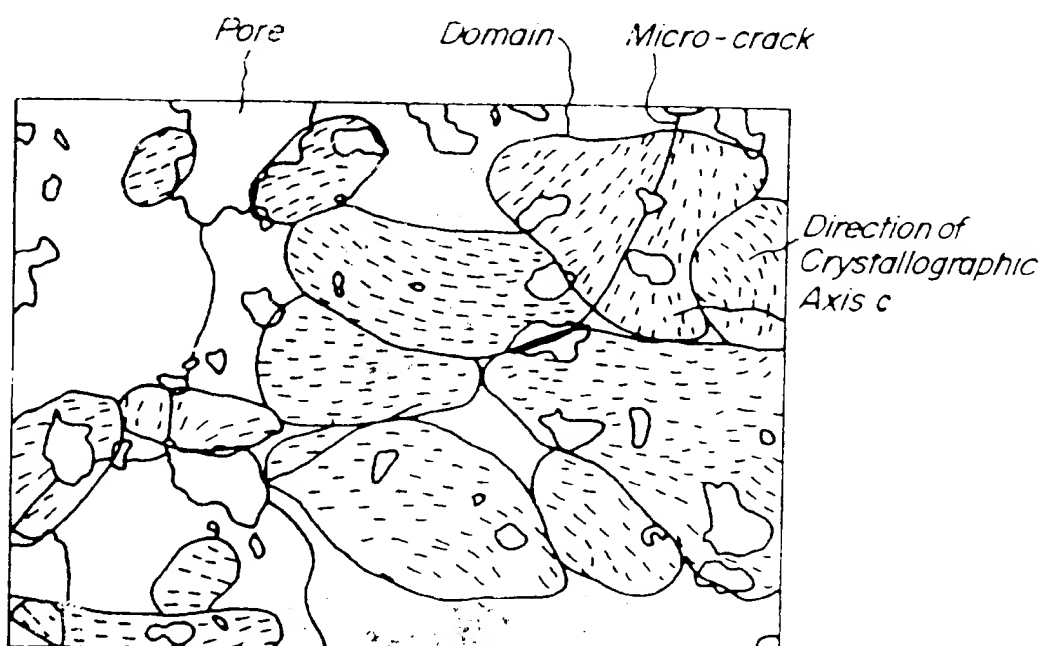 Pore
Domain
Micro-crack
Direction of
Crystallographic
Axis c